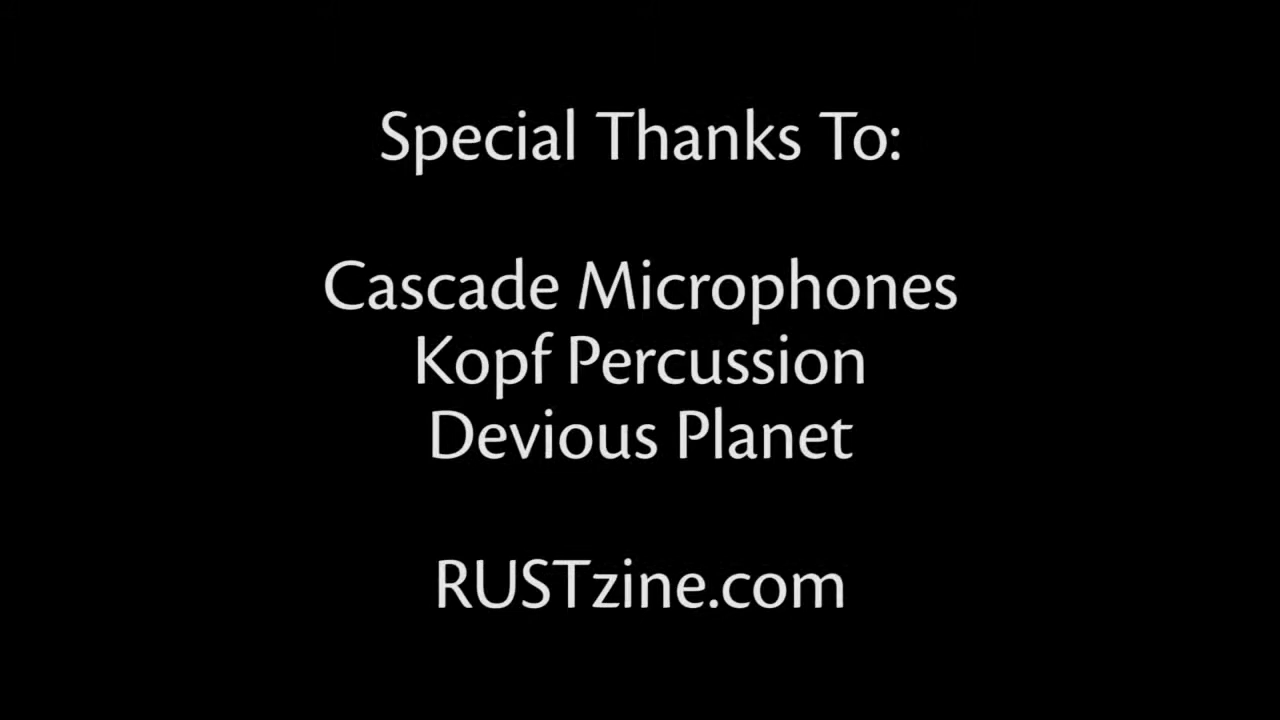 Special Thanks To:
Cascade Microphones
Kopf Percussion
Devious Planet
RUSTzine.com